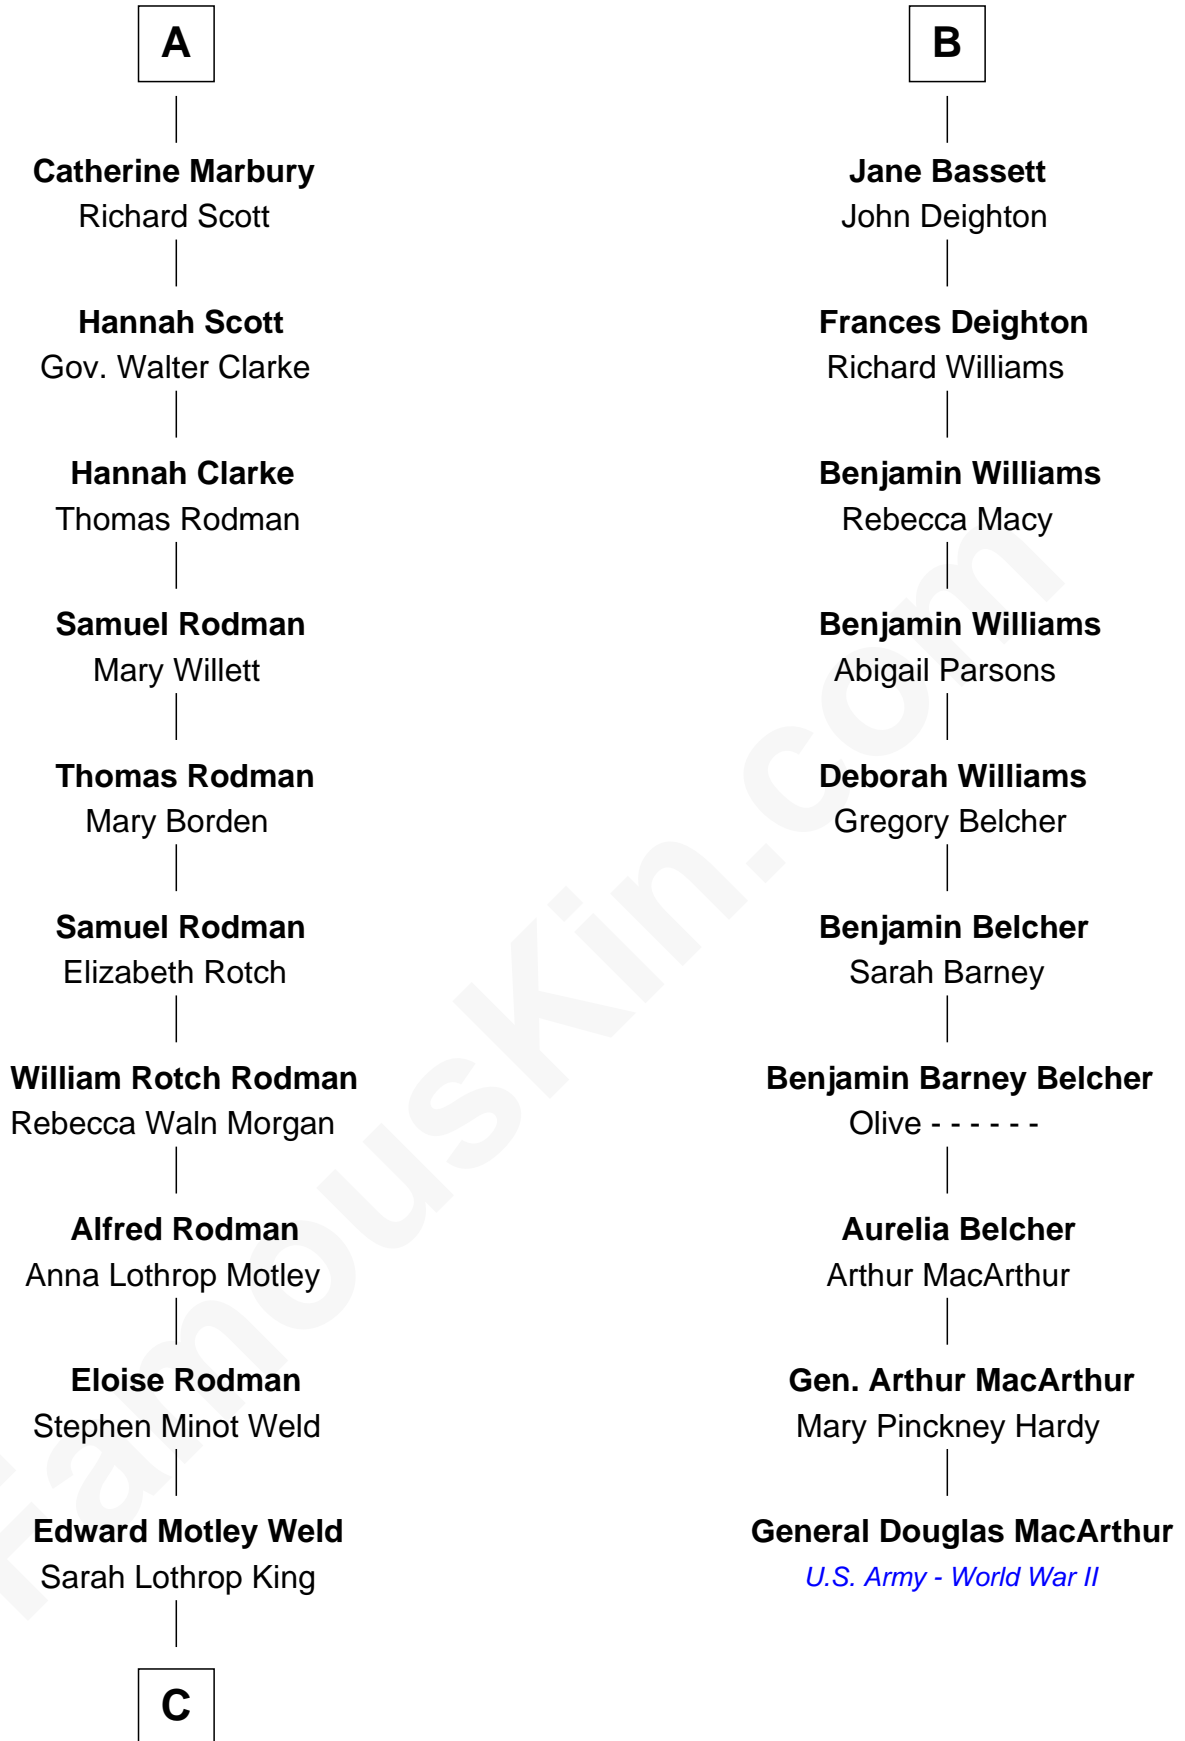 A
Catherine Marbury
Richard Scott
Hannah Scott
Gov. Walter Clarke
Hannah Clarke
Thomas Rodman
Samuel Rodman
Mary Willett
Thomas Rodman
Mary Borden
Samuel Rodman
Elizabeth Rotch
William Rotch Rodman
Rebecca Waln Morgan
Alfred Rodman
Anna Lothrop Motley
Eloise Rodman
Stephen Minot Weld
Edward Motley Weld
Sarah Lothrop King
C
B
Jane Bassett
John Deighton
Frances Deighton
Richard Williams
Benjamin Williams
Rebecca Macy
Benjamin Williams
Abigail Parsons
Deborah Williams
Gregory Belcher
Benjamin Belcher
Sarah Barney
Benjamin Barney Belcher
Olive - - - - - -
Aurelia Belcher
Arthur MacArthur
Gen. Arthur MacArthur
Mary Pinckney Hardy
General Douglas MacArthur
U.S. Army - World War II
FamousKin.com